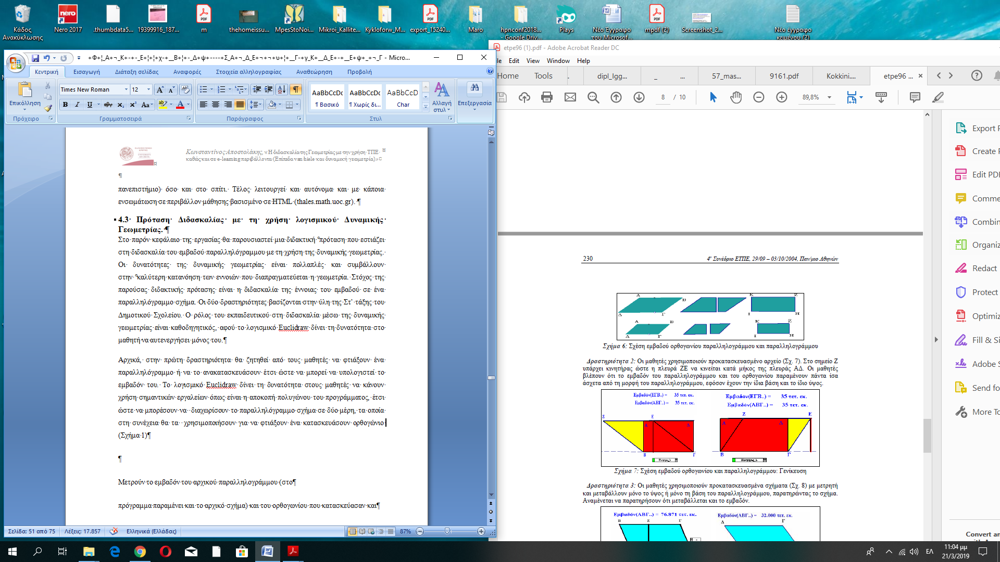 Κάδος Ανακύκλωσης
Nero 2017
.thumbdata5...
19399916_187...
m
thehomeissu...
MpesStoNoi...
Mikroi_Kallite...
Kykloforw_M...
export_15240...
Maro
hpnconf2018... - Google Driv...
Plays
Νέο Έγγραφο του Microsof...
mpdf (2)
Screenshot_2...
Νέο έγγραφο κειμένου (2)
Κεντρική Εισαγωγή Διάταξη σελίδας Αναφορές Στοιχεία αλληλογραφίας Αναθεώρηση Προβολή
Times New Roman 12
Επικόλληση
AaBbCcDc AaBbCcDc AaBbCcD
¶ Βασικό ¶ Χωρίς δι... Char
Αλλαγή στυλ
Επεξεργασία
Πρόχειρο Γραμματοσειρά Παράγραφος Στυλ
Κωνσταντίνος Αποστολάκης, «Η διδασκαλία της Γεωμετρίας με την χρήση ΤΠΕ
καθώς και σε e-learning περιβάλλοντα (Επίπεδα van hiele και δυναμική γεωμετρία)»
πανεπιστήμιο) όσο και στο σπίτι. Τέλος λειτουργεί και αυτόνομα και με κάποια
ενσωμάτωση σε περιβάλλον μάθησης βασισμένο σε HTML (thales.math.uoc.gr). ¶
4.3 Πρόταση Διδασκαλίας με τη χρήση λογισμικού Δυναμικής
Γεωμετρίας. ¶
Στο παρόν κεφάλαιο της εργασίας θα παρουσιαστεί μια διδακτική πρόταση που εστιάζει
στη διδασκαλία του εμβαδού παραλληλόγραμμου με τη χρήση της δυναμικής γεωμετρίας.
Οι δυνατότητες της δυναμικής γεωμετρίας είναι πολλαπλές και συμβάλλουν
στην καλύτερη κατανόηση των εννοιών που διαπραγματεύεται η γεωμετρία. Στόχος της
παρούσας διδακτικής πρότασης είναι η διδασκαλία της έννοιας του εμβαδού σε ένα
παραλληλόγραμμο σχήμα. Οι δύο δραστηριότητες βασίζονται στην ύλη της Στ' τάξης του
Δημοτικού Σχολείου. Ο ρόλος του εκπαιδευτικού στη διδασκαλία μέσω της δυναμικής
γεωμετρίας είναι καθοδηγητικός, αφού το λογισμικό Euclidraw δίνει τη δυνατότητα στο
μαθητή να αυτενεργήσει μόνος του.¶
Αρχικά, στην πρώτη δραστηριότητα θα ζητηθεί από τους μαθητές να φτιάξουν ένα
παραλληλόγραμμο ή να το ανακατασκευάσουν έτσι ώστε να μπορεί να υπολογιστεί το
εμβαδόν του. Το λογισμικό Euclidraw δίνει τη δυνατότητα στους μαθητές να κάνουν
χρήση σημαντικών εργαλείων όπως είναι η αποκοπή πολυγώνου του προγράμματος, έτσι
ώστε να μπορέσουν να διαχωρίσουν το παραλληλόγραμμο σχήμα σε δύο μέρη, τα οποία
στη συνέχεια θα τα χρησιμοποιήσουν για να φτιάξουν ένα κατασκευάσουν ορθογώνιο
(Σχήμα 1)¶
¶
Μετρούν το εμβαδόν του αρχικού παραλληλογράμμου (στο¶
πρόγραμμα παραμένει και το αρχικό σχήμα) και του ορθογωνίου που κατασκεύασαν και¶
Σελίδα: 51 από 75 Λέξεις: 17.857 Ελληνικά (Ελλάδας) 87%
etpe96 (1).pdf - Adobe Acrobat Reader DC
Edit View Window Help
Home Tools dipl_Igg... _ ... 57_mas... 9161.pdf Kokkini.... etpe96 ...
8 / 10 89,8%
230 4ο Συνέδριο ΕΤΠΕ, 29/09 – 03/10/2004, Παν/μιο Αθηνών
Α Β Κ Ζ
Δ Γ Ι Η
Α Β Κ Ζ
Δ Γ Ι Η
Σχήμα 6: Σχέση εμβαδού ορθογωνίου παραλληλογράμμου και παραλληλογράμμου
Δραστηριότητα 2: Οι μαθητές χρησιμοποιούν προκατασκευασμένο αρχείο (Σχ. 7). Στο σημείο Ζ
υπάρχει κινητήρας ώστε η πλευρά ΖΕ να κινείται κατά μήκος της πλευράς ΑΔ. Οι μαθητές
βλέπουν ότι το εμβαδόν του παραλληλογράμμου και του ορθογωνίου παραμένουν πάντα ίσα
άσχετα από τη μορφή του παραλληλογράμμου, εφόσον έχουν την ίδια βάση και το ίδιο ύψος.
Εμβαδόν(ΕΓΒ..) = 35 τετ. εκ. Εμβαδόν(ΕΓΒ..) = 35 τετ. εκ.
Εμβαδόν(ΑΒΓ..) = 35 τετ. εκ. Εμβαδόν(ΑΒΓ..) = 35 τετ. εκ.
Ζ Ε Ζ Ε
Α Δ Α Δ
Β Γ Β Γ
Σχήμα 7: Σχέση εμβαδού ορθογωνίου και παραλληλογράμμου: Γενίκευση
Δραστηριότητα 3: Οι μαθητές χρησιμοποιούν προκατασκευασμένα σχήματα (Σχ. 8) με μετρητή
και μεταβάλλουν μόνο το ύψος ή μόνο τη βάση του παραλληλογράμμου, παρατηρώντας το σχήμα.
Αναμένεται να παρατηρήσουν ότι μεταβάλλεται και το εμβαδόν.
Εμβαδόν(ΑΒΓ..) = 76.871 τετ. εκ. Εμβαδόν(ΑΒΓ..) = 32.000 τετ. εκ.
Β Ζ Γ Δ Γ
Export P
Create P
Edit PDF
Comme
Combin
Organiz
Redact
Protect
Optimiz
Fill & Si
Adobe S
Send fo
More To
Convert an
ΕΛ
11:04 μμ
21/3/2019